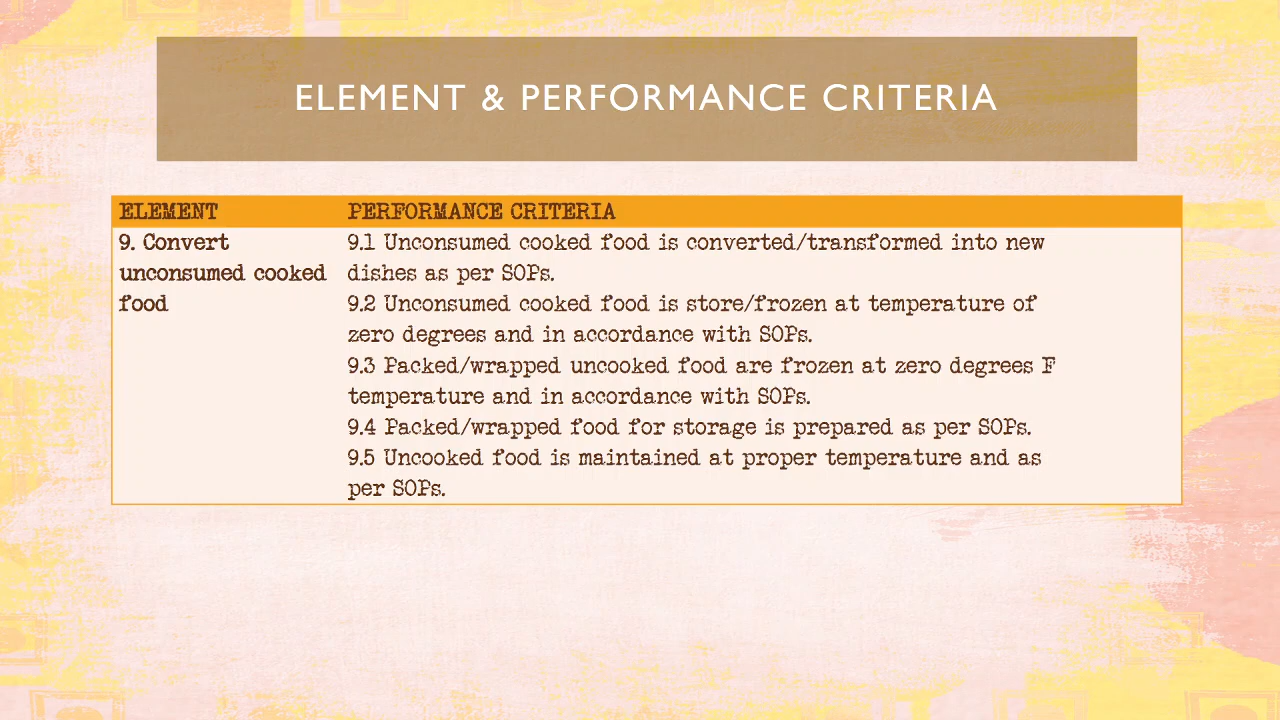 ELEMENT & PERFORMANCE CRITERIA
ELEMENT PERFORMANCE CRITERIA
9. Convert
unconsumed cooked
food
9.1 Unconsumed cooked food is converted/transformed into new
dishes as per SOPs.
9.2 Unconsumed cooked food is store/frozen at temperature of
zero degrees and in accordance with SOPs.
9.3 Packed/wrapped uncooked food are frozen at zero degrees F
temperature and in accordance with SOPs.
9.4 Packed/wrapped food for storage is prepared as per SOPs.
9.5 Uncooked food is maintained at proper temperature and as
per SOPs.